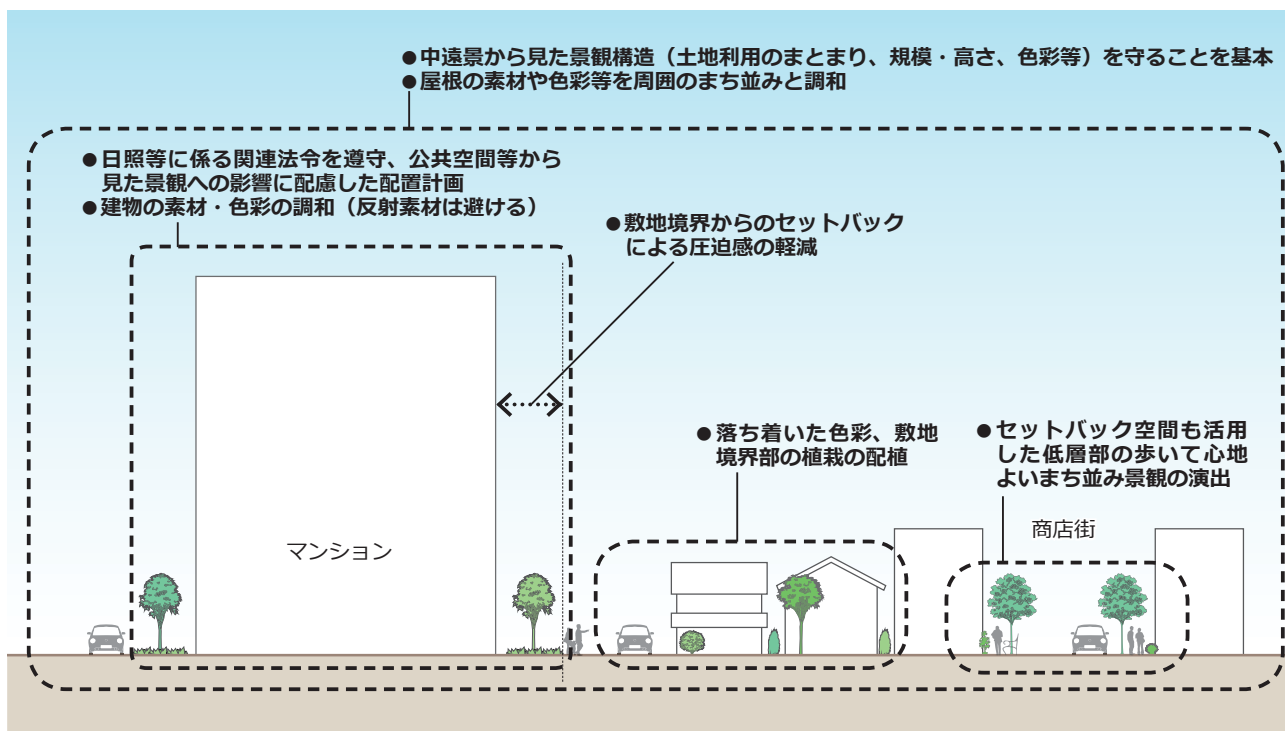 ●中遠景から見た景観構造（土地利用のまとまり、規模・高さ、色彩等）を守ることを基本
●屋根の素材や色彩等を周囲のまち並みと調和
●日照等に係る関連法令を遵守、公共空間等から
見た景観への影響に配慮した配置計画
●建物の素材・色彩の調和（反射素材は避ける）
●敷地境界からのセットバック
による圧迫感の軽減
●落ち着いた色彩、敷地
境界部の植栽の配植
●セットバック空間も活用
した低層部の歩いて心地
よいまち並み景観の演出
商店街
マンション